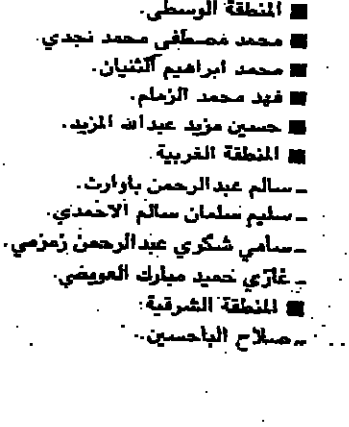 ■ المنطقة الوسطى.
■ محمد مصطفى محمد نجدي.
■ محمد ابراهيم الثنيان.
■ فهد محمد الزملم.
■ حسين مزيد عبدالله المزيد.
■ المنطقة الغربية.
ـ سالم عبدالرحمن باوارث.
ـ سليم سلمان سالم الاحمدي.
ـ سامي شكري عبدالرحمن زمزمي.
ـ غازي حميد مبارك العويضي.
■ المنطقة الشرقية:
ـ صلاح الباحسين.